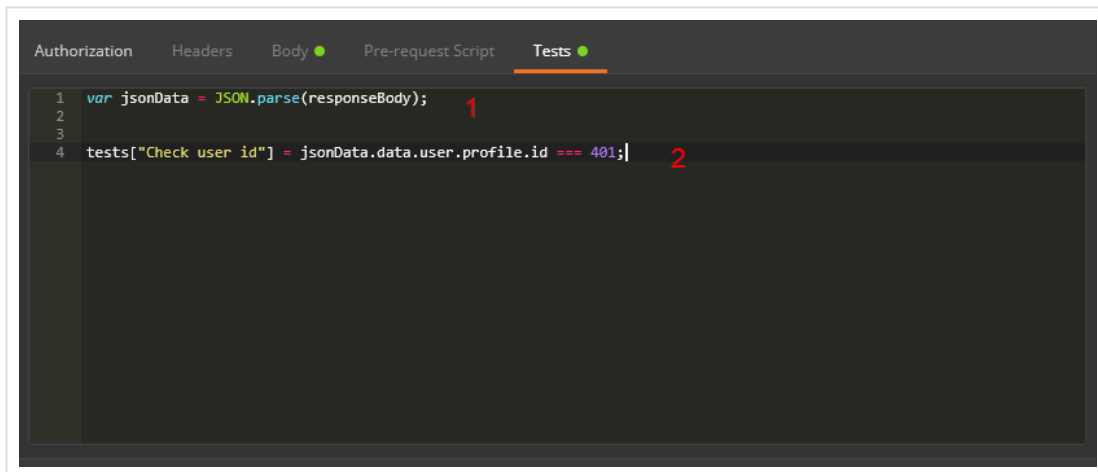 Authorization Headers Body Pre-request Script Tests
1 var jsonData = JSON.parse(responseBody); 1
2
3
4 tests["Check user id"] = jsonData.data.user.profile.id === 401; 2